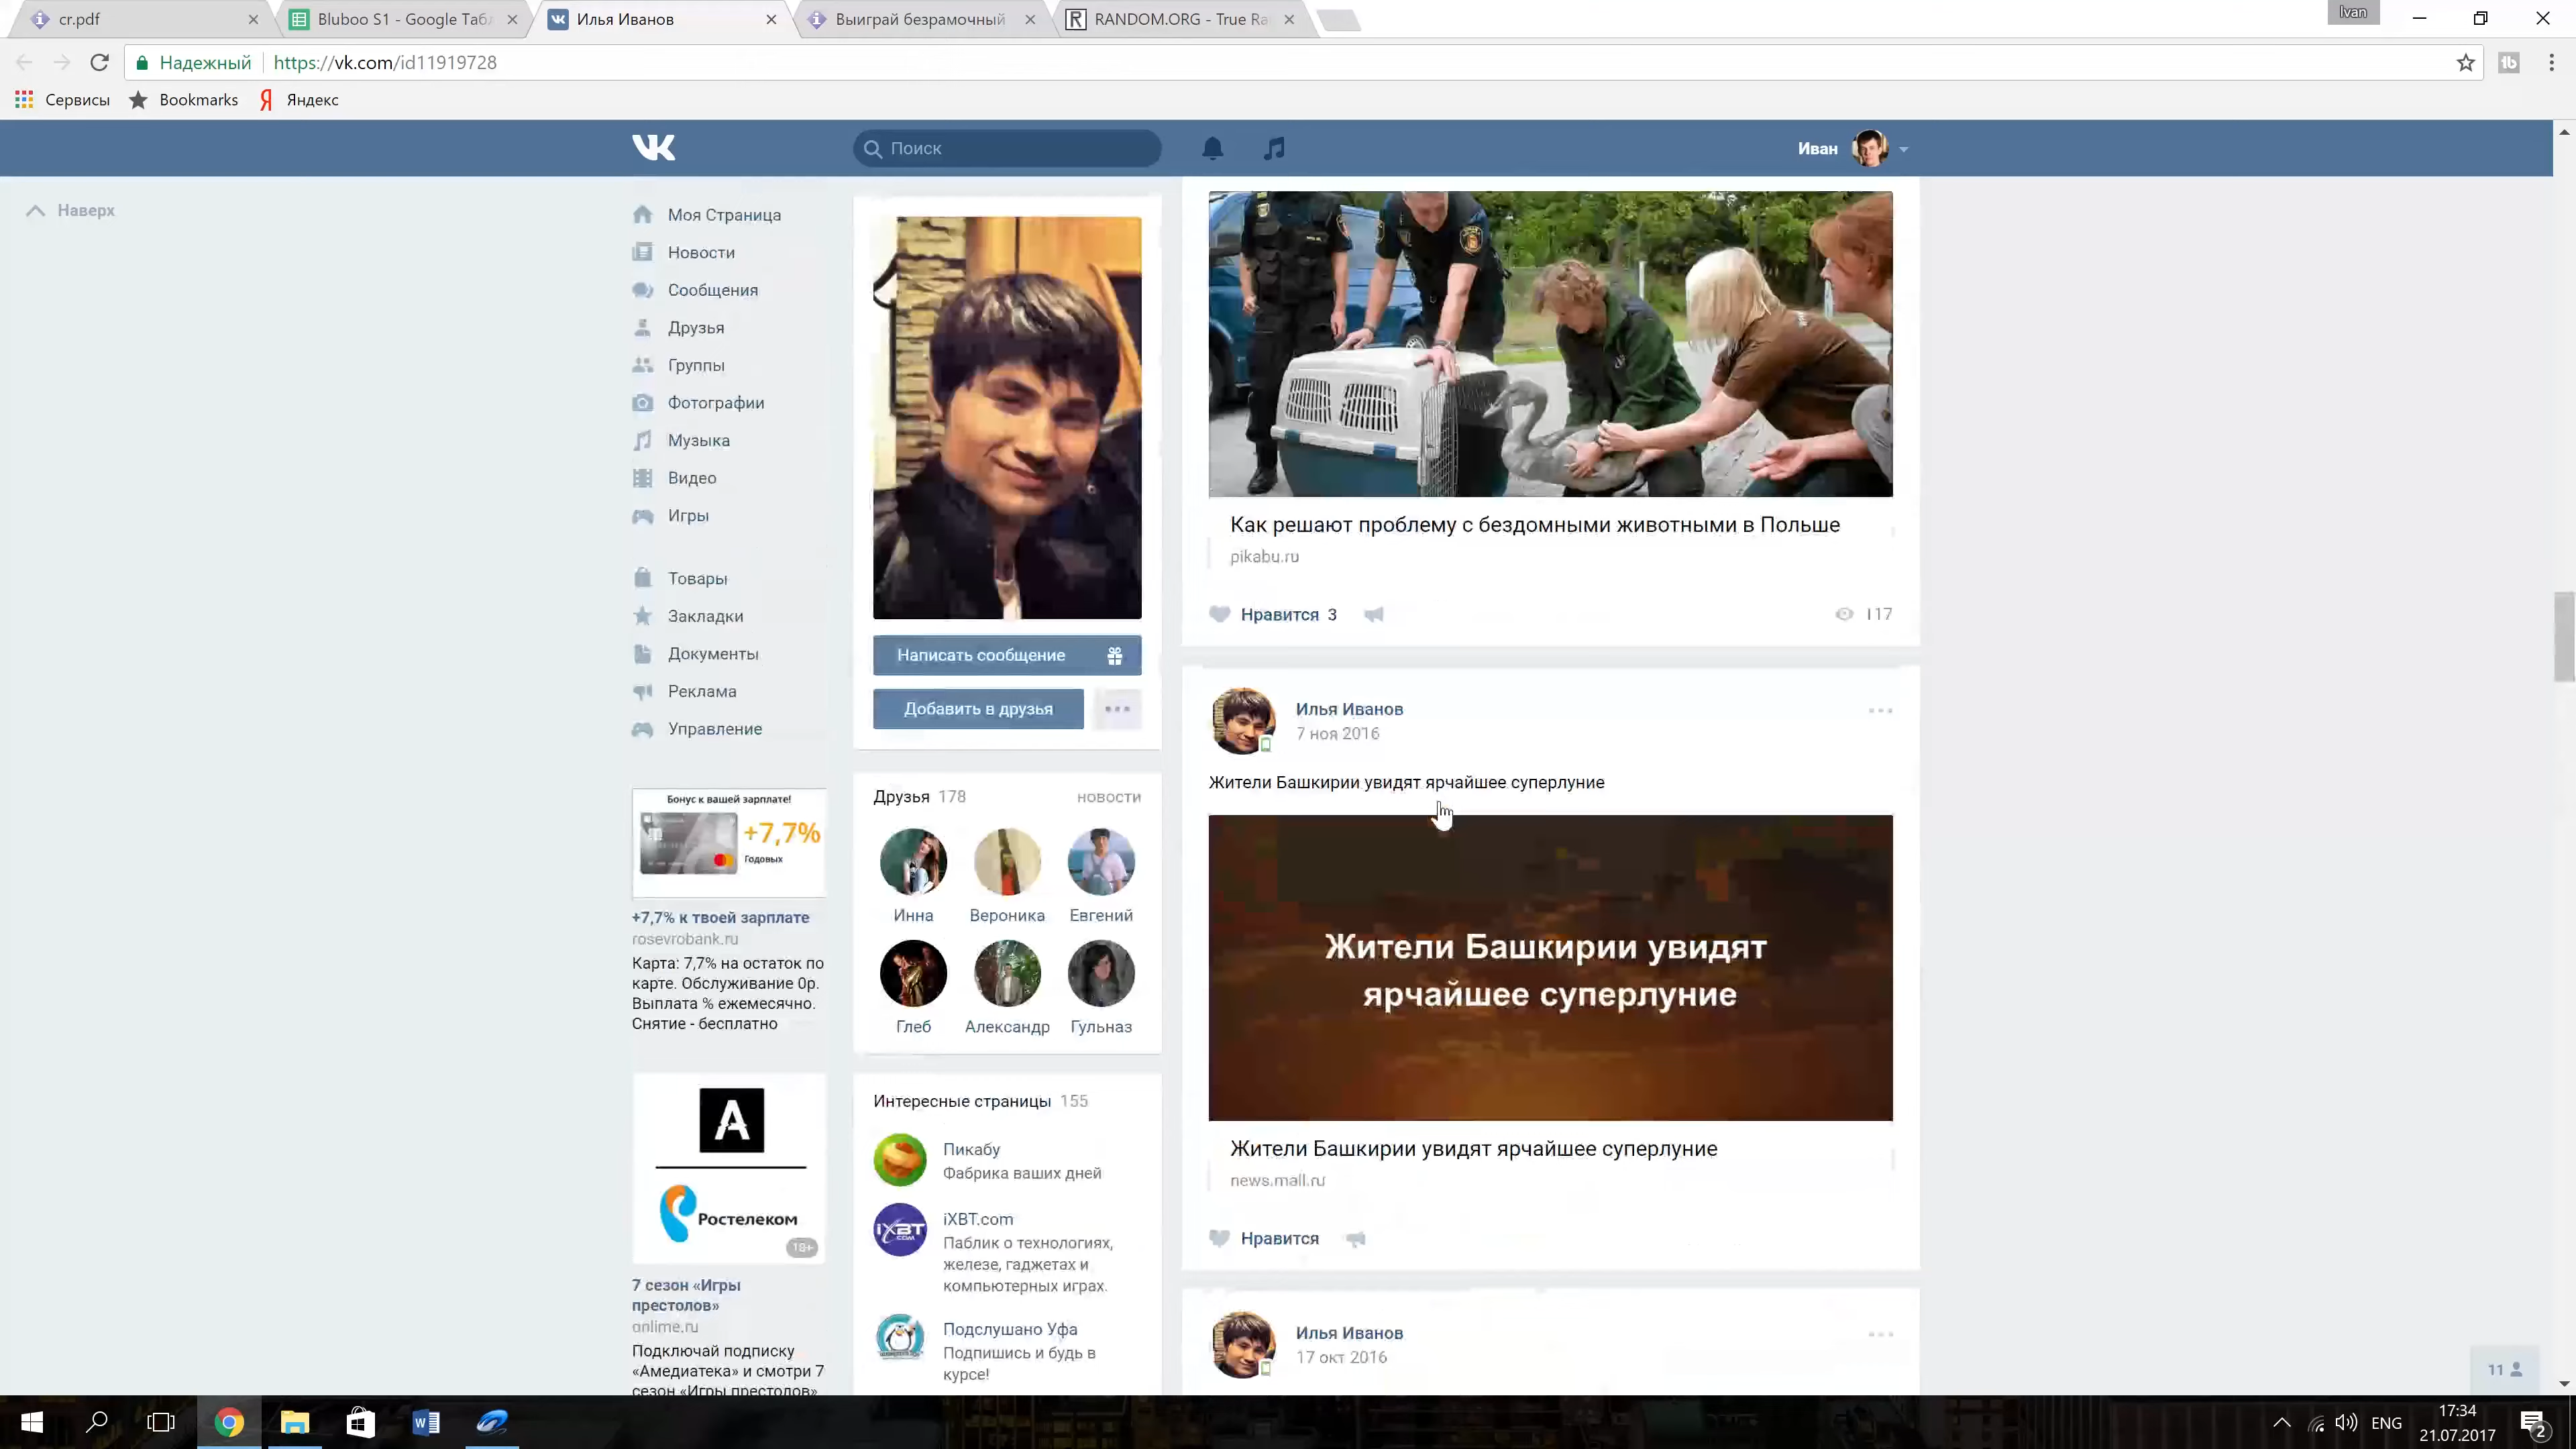 cr.pdf
Bluboo S1 - Google Табл
Илья Иванов
Выиграй безрамочный
RANDOM.ORG - True Ra
Ivan
Надежный
https://vk.com/id11919728
Сервисы
Bookmarks
Яндекс
Поиск
Иван
Наверх
Моя Страница
Новости
Сообщения
Друзья
Группы
Фотографии
Музыка
Видео
Игры
Товары
Закладки
Документы
Реклама
Управление
Бонус к вашей зарплате!
+7,7%
Годовых
+7,7% к твоей зарплате
rosevrobank.ru
Карта: 7,7% на остаток по
карте. Обслуживание 0р.
Выплата % ежемесячно.
Снятие - бесплатно
А
Ростелеком
18+
7 сезон «Игры
престолов»
onlime.ru
Подключай подписку
«Амедиатека» и смотри 7
сезон «Игры престолов»
Написать сообщение
Добавить в друзья
Друзья 178
новости
Инна
Вероника
Евгений
Глеб
Александр
Гульназ
Интересные страницы 155
Пикабу
Фабрика ваших дней
iXBT
.COM
iXBT.com
Паблик о технологиях,
железе, гаджетах и
компьютерных играх.
Подслушано Уфа
Подпишись и будь в
курсе!
Как решают проблему с бездомными животными в Польше
pikabu.ru
Нравится 3
117
Илья Иванов
7 ноя 2016
Жители Башкирии увидят ярчайшее суперлуние
Жители Башкирии увидят
ярчайшее суперлуние
Жители Башкирии увидят ярчайшее суперлуние
news.mail.ru
Нравится
Илья Иванов
17 окт 2016
11
ENG
17:34
21.07.2017
2